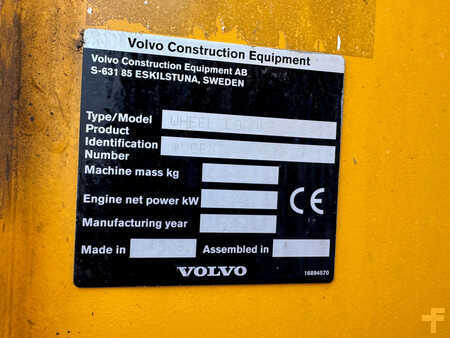 Volvo Construction Equipment
Volvo Construction Equipment AB
S-631 85 ESKILSTUNA, SWEDEN
Type/Model WHEEL
Product
Identification
Number
Machine mass kg
Engine net power kW
CE
Manufacturing year
Made in Assembled in
VOLVO
16894570